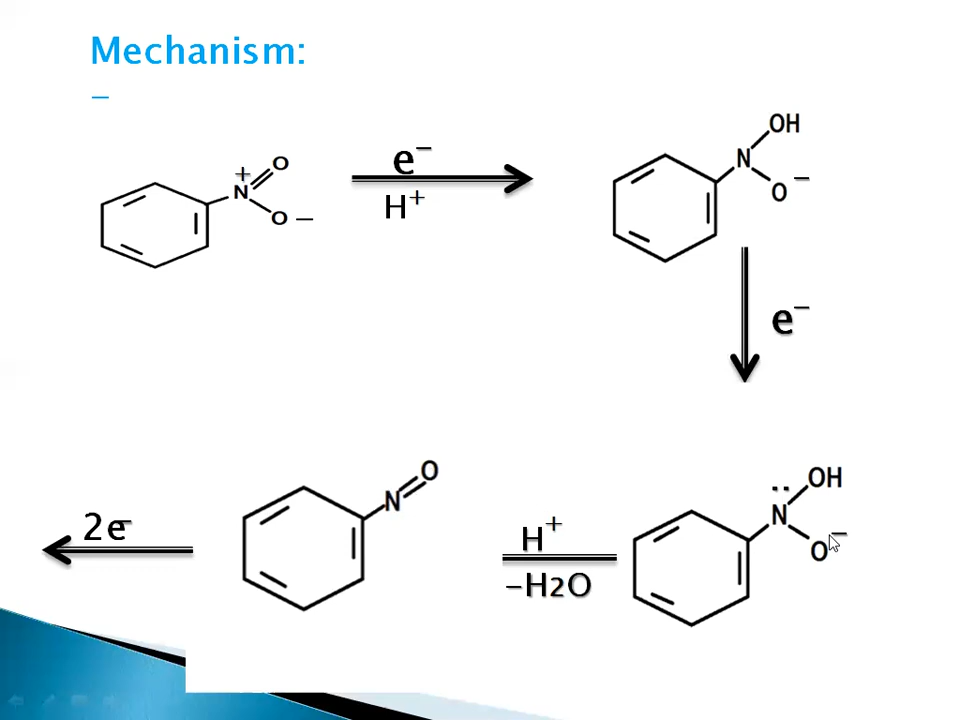 Mechanism:
–
e⁻
H⁺
+
N
O
O –
OH
N
O –
e⁻
OH
··
N
O –
H⁺
–H2O
O
N
2e⁻